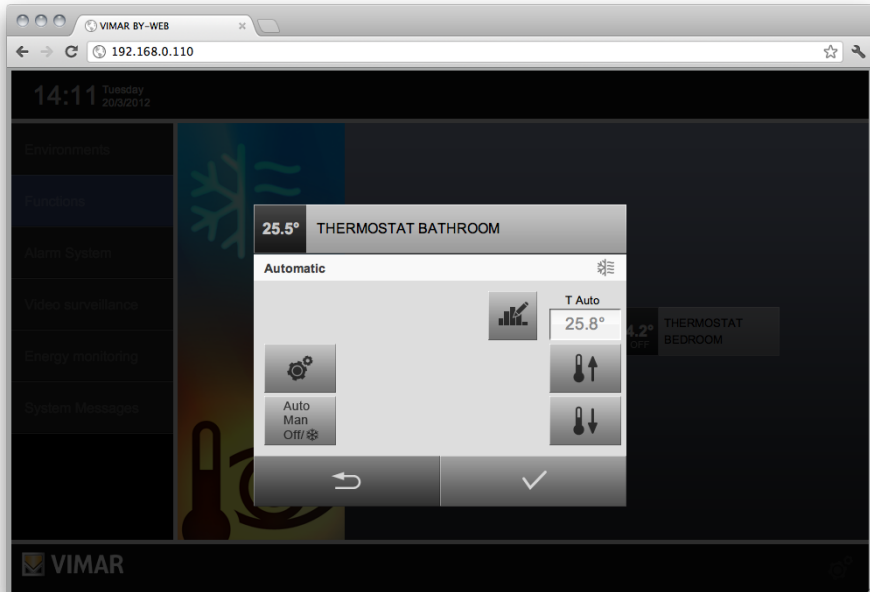 VIMAR BY-WEB
192.168.0.110
14:11 Tuesday
20/3/2012
Environments
Functions
Alarm System
Video surveillance
Energy monitoring
System Messages
25.5° THERMOSTAT BATHROOM
Automatic
T Auto
25.8°
Auto
Man
Off/
4.2° THERMOSTAT
OFF BEDROOM
VIMAR